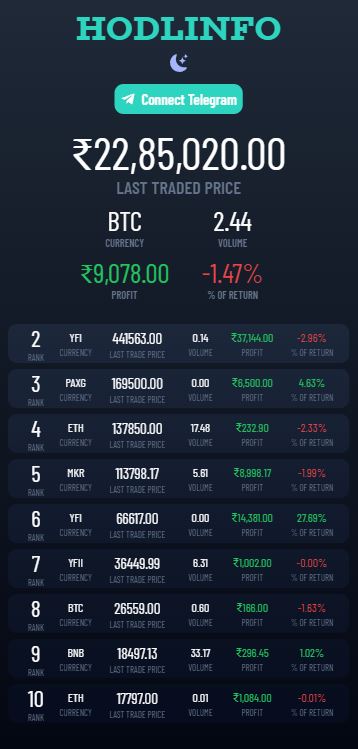 HODLINFO
Connect Telegram
₹22,85,020.00
LAST TRADED PRICE
BTC 2.44
CURRENCY VOLUME
₹9,078.00 -1.47%
PROFIT % OF RETURN
2 YFI 441563.00 0.14 ₹37,144.00 -2.96%
RANK CURRENCY LAST TRADE PRICE VOLUME PROFIT % OF RETURN
3 PAXG 169500.00 0.00 ₹6,500.00 4.63%
RANK CURRENCY LAST TRADE PRICE VOLUME PROFIT % OF RETURN
4 ETH 137850.00 17.48 ₹232.90 -2.33%
RANK CURRENCY LAST TRADE PRICE VOLUME PROFIT % OF RETURN
5 MKR 113798.17 5.61 ₹8,998.17 -1.99%
RANK CURRENCY LAST TRADE PRICE VOLUME PROFIT % OF RETURN
6 YFI 66617.00 0.00 ₹14,381.00 27.69%
RANK CURRENCY LAST TRADE PRICE VOLUME PROFIT % OF RETURN
7 YFII 36449.99 6.31 ₹1,002.00 -0.00%
RANK CURRENCY LAST TRADE PRICE VOLUME PROFIT % OF RETURN
8 BTC 26559.00 0.60 ₹166.00 -1.63%
RANK CURRENCY LAST TRADE PRICE VOLUME PROFIT % OF RETURN
9 BNB 18497.13 33.17 ₹296.45 1.02%
RANK CURRENCY LAST TRADE PRICE VOLUME PROFIT % OF RETURN
10 ETH 17797.00 0.01 ₹1,084.00 -0.01%
RANK CURRENCY LAST TRADE PRICE VOLUME PROFIT % OF RETURN